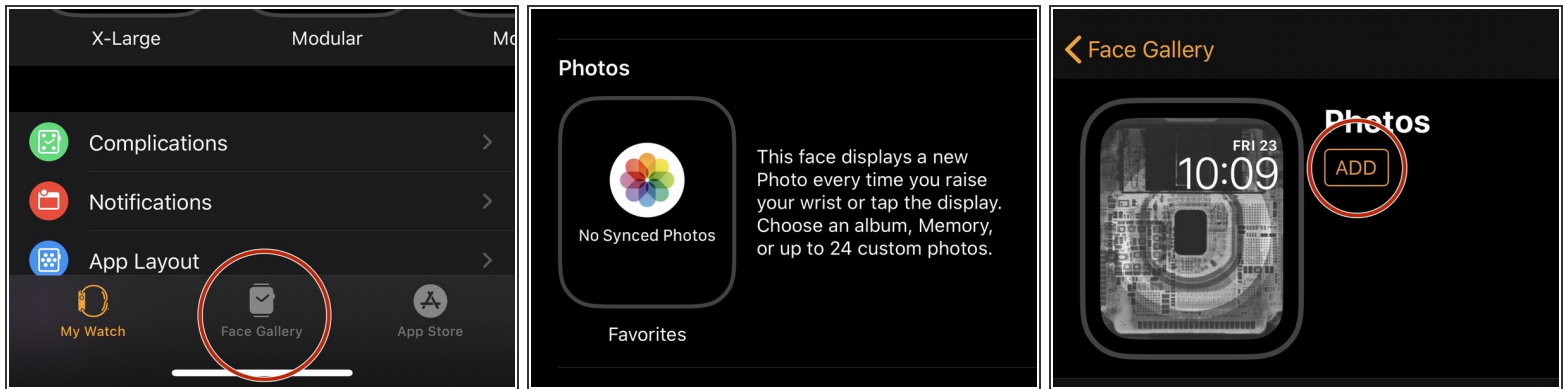 X-Large
Modular
Mo
Complications
Notifications
App Layout
My Watch
Face Gallery
App Store
Photos
No Synced Photos
This face displays a new
Photo every time you raise
your wrist or tap the display.
Choose an album, Memory,
or up to 24 custom photos.
Favorites
Face Gallery
Photos
ADD
FRI 23
10:09